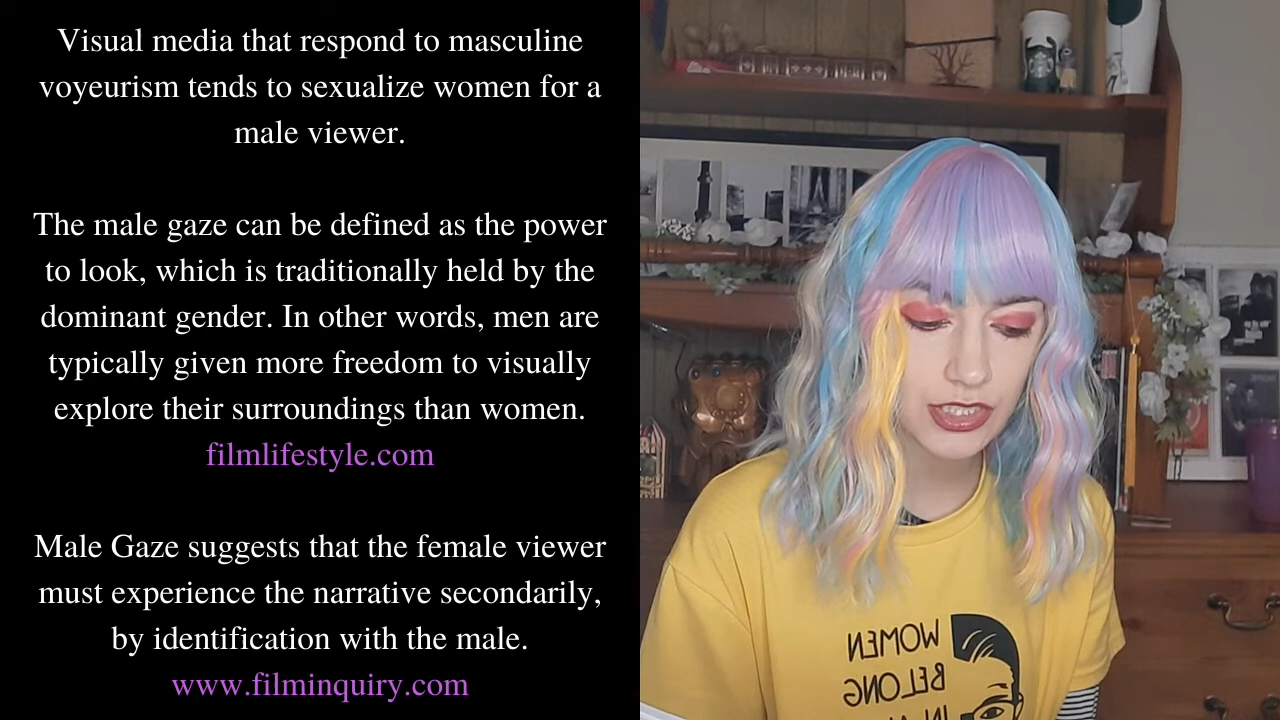 Visual media that respond to masculine
voyeurism tends to sexualize women for a
male viewer.
The male gaze can be defined as the power
to look, which is traditionally held by the
dominant gender. In other words, men are
typically given more freedom to visually
explore their surroundings than women.
filmlifestyle.com
Male Gaze suggests that the female viewer
must experience the narrative secondarily,
by identification with the male.
www.filminquiry.com
WOMEN
BELONG